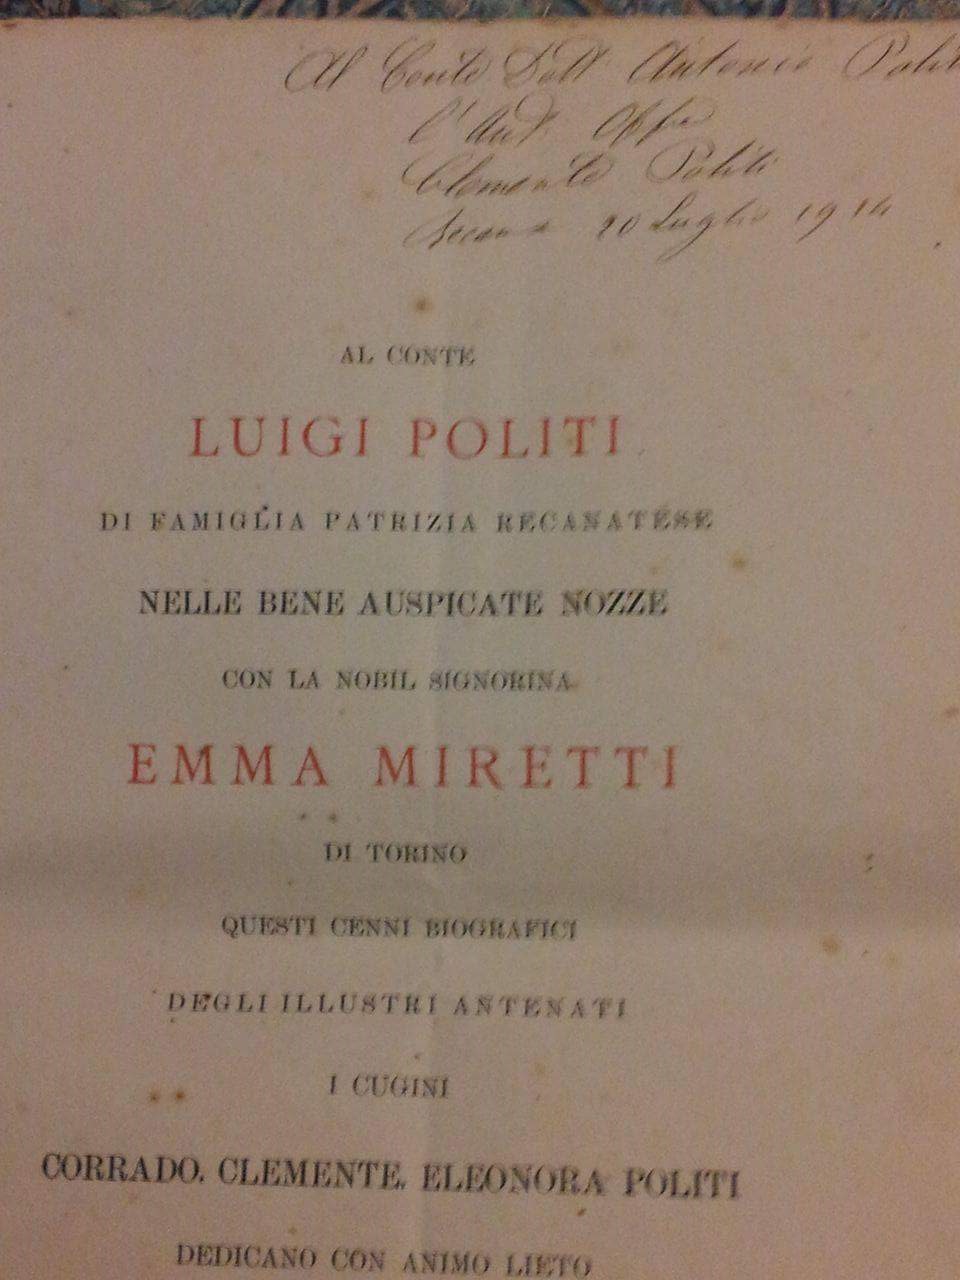 Al Conte Dott Antonio Politi
l'Aut. Offre
Clemente Politi
20 Luglio 1914
AL CONTE
LUIGI POLITI
DI FAMIGLIA PATRIZIA RECANATESE
NELLE BENE AUSPICATE NOZZE
CON LA NOBIL SIGNORINA
EMMA MIRETTI
DI TORINO
QUESTI CENNI BIOGRAFICI
DEGLI ILLUSTRI ANTENATI
I CUGINI
CORRADO, CLEMENTE, ELEONORA POLITI
DEDICANO CON ANIMO LIETO